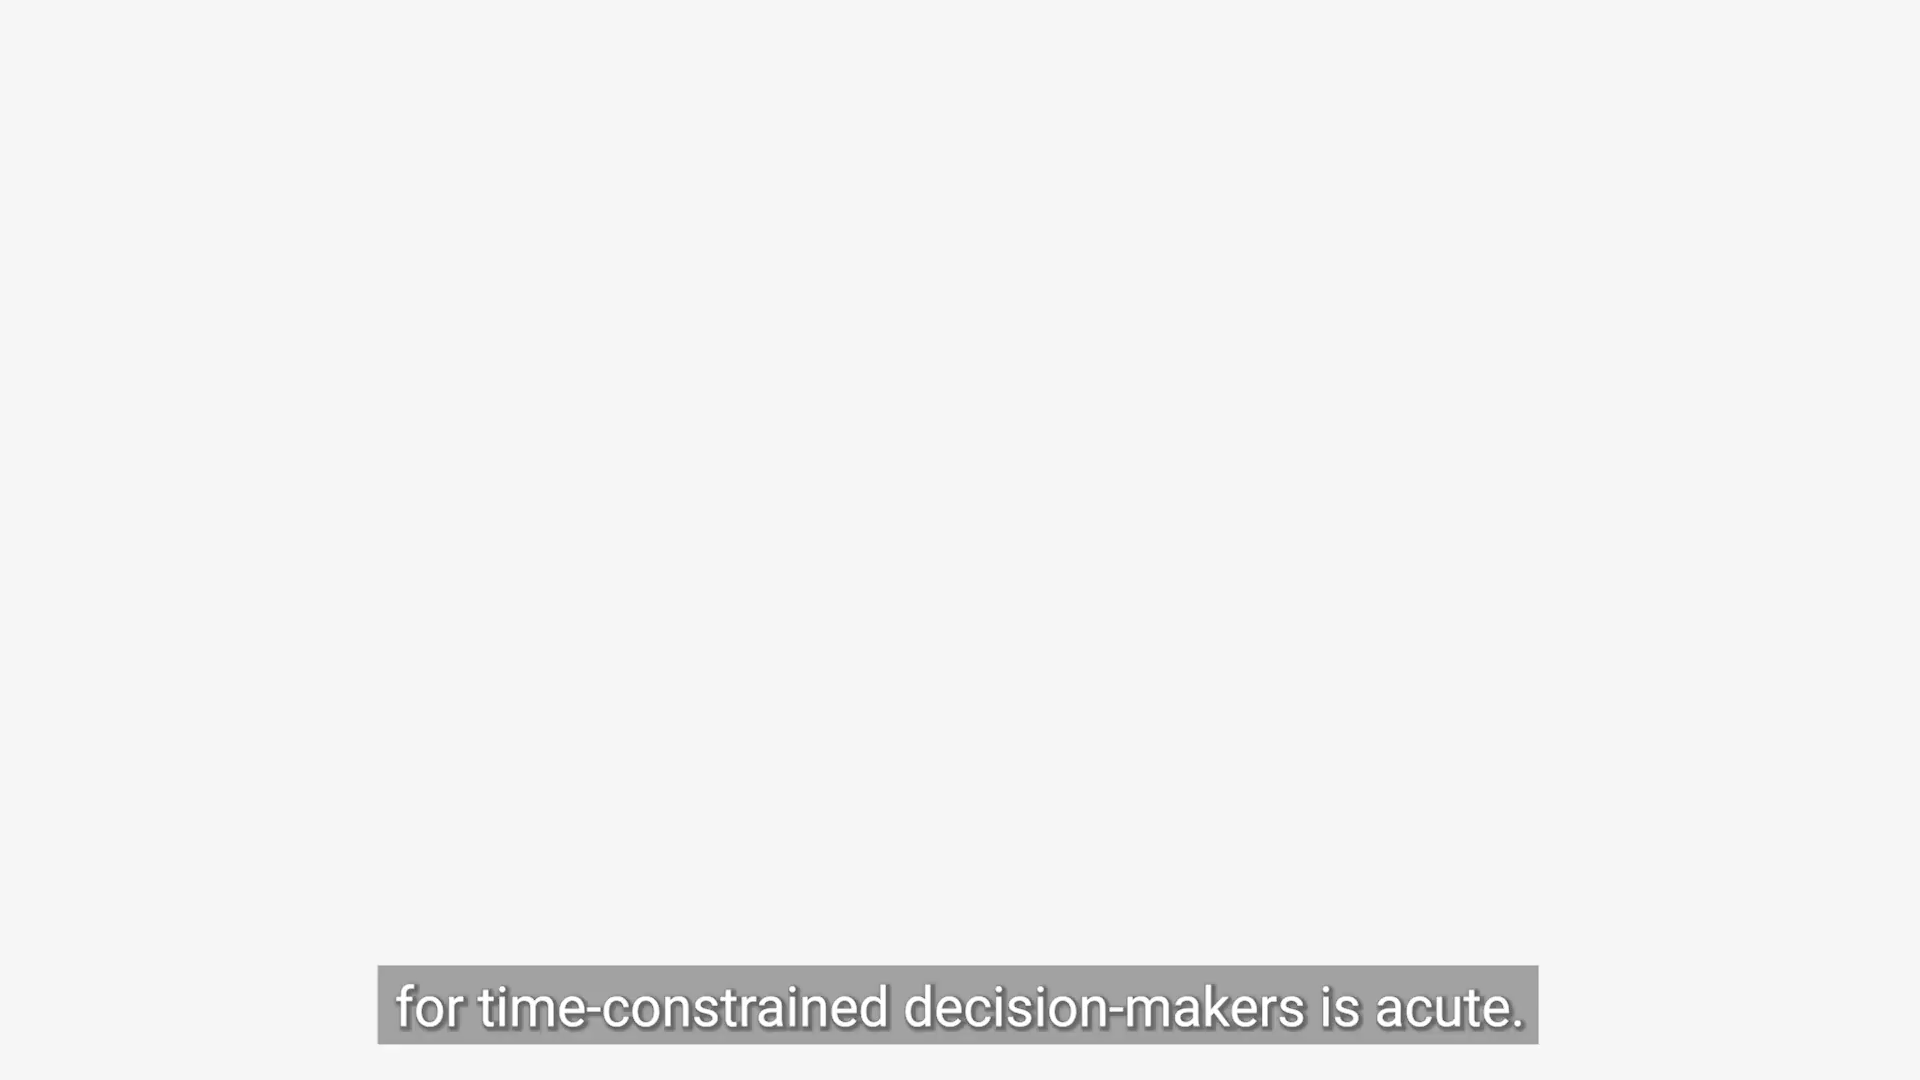 for time-constrained decision-makers is acute.